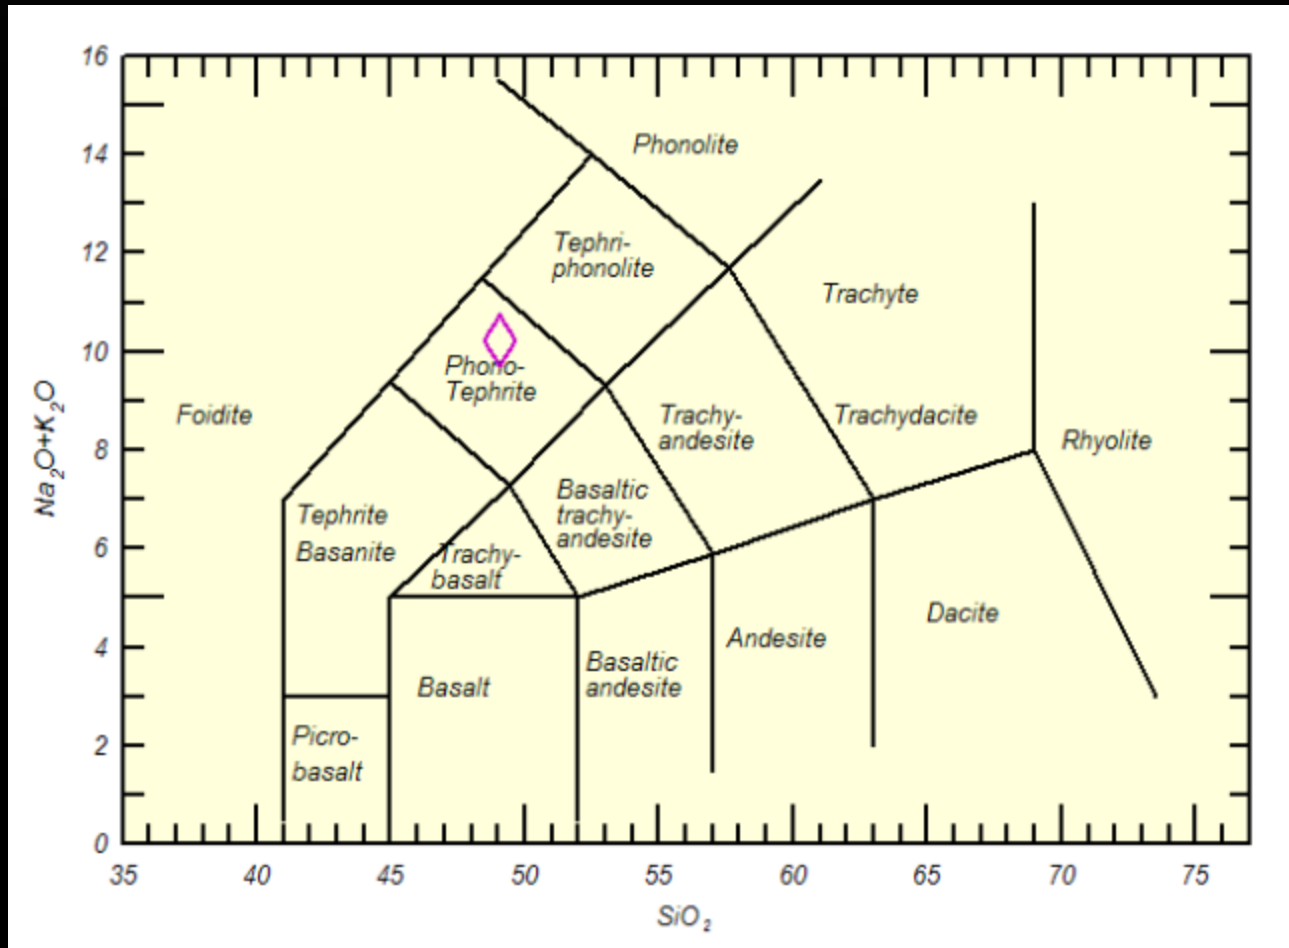 16
14
12
10
8
6
4
2
0
Na₂O+K₂O
Phonolite
Tephri-
phonolite
Trachyte
Phono-
Tephrite
Foidite
Trachy-
andesite
Trachydacite
Rhyolite
Basaltic
trachy-
andesite
Tephrite
Basanite
Trachy-
basalt
Dacite
Andesite
Basaltic
andesite
Basalt
Picro-
basalt
35 40 45 50 55 60 65 70 75
SiO₂